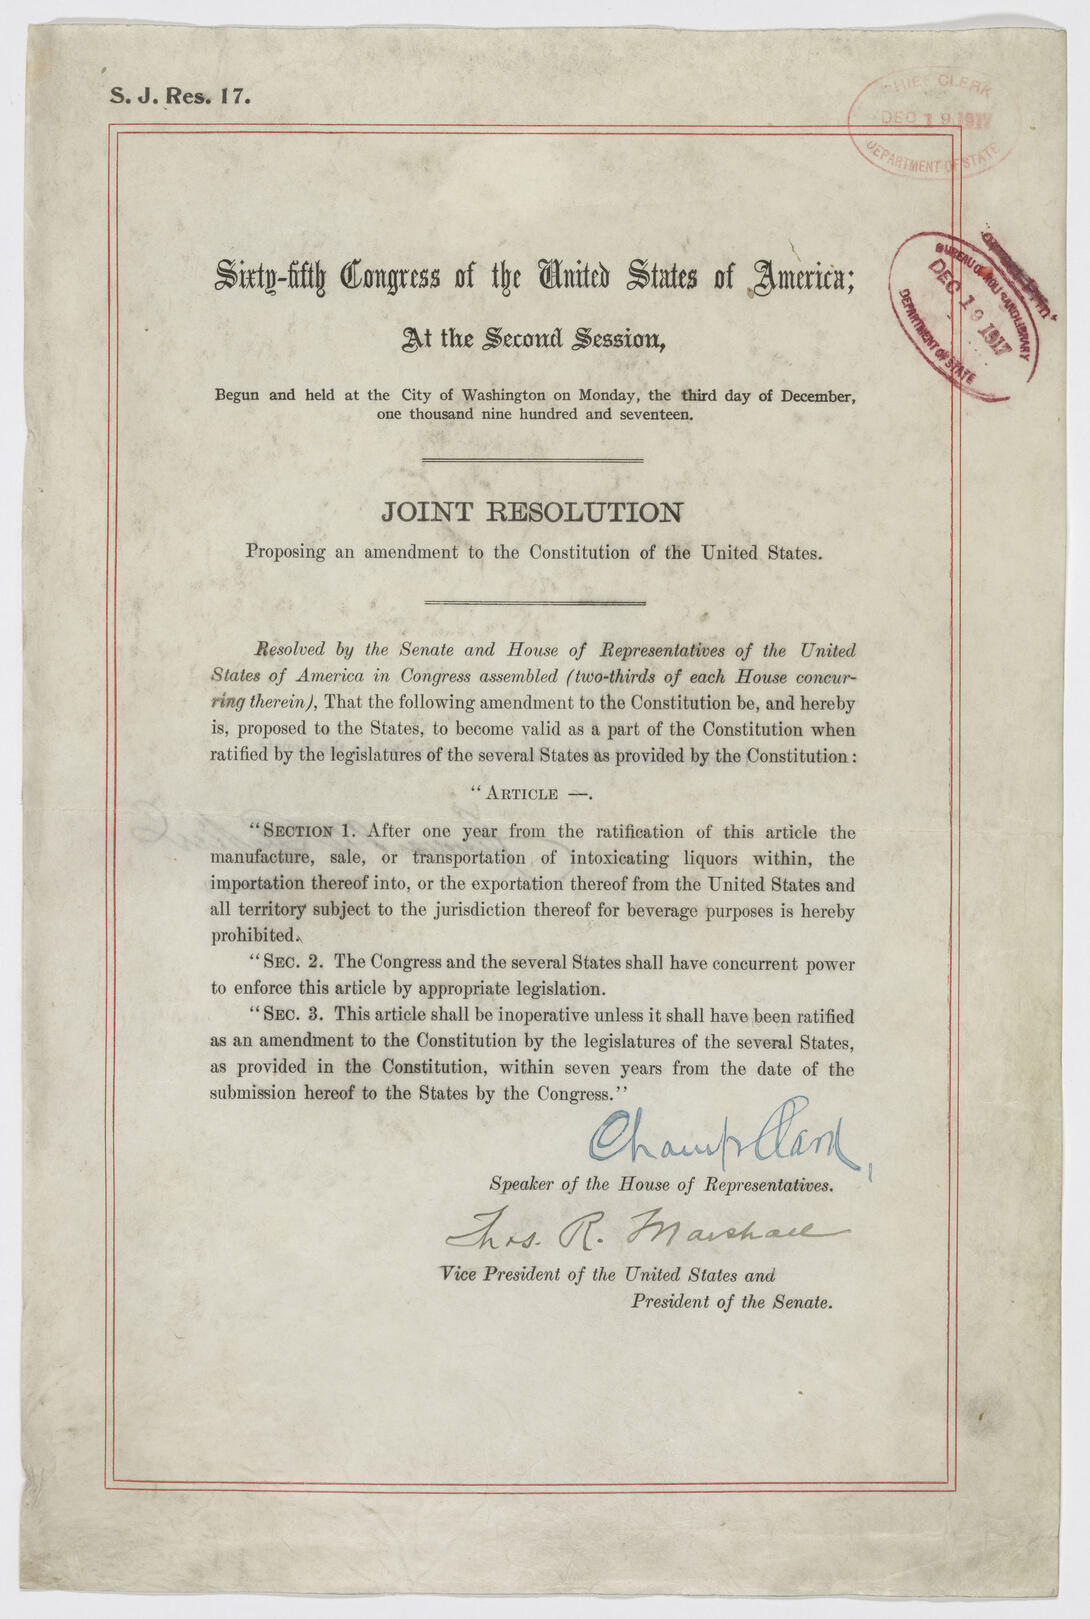 S. J. Res. 17.
CHIEF CLERK
DEC 19 1917
DEPARTMENT OF STATE
Sixty-fifth Congress of the United States of America;
BUREAU OF ROLLS AND LIBRARY
DEC 19 1917
DEPARTMENT OF STATE
At the Second Session,
Begun and held at the City of Washington on Monday, the third day of December,
one thousand nine hundred and seventeen.
JOINT RESOLUTION
Proposing an amendment to the Constitution of the United States.
Resolved by the Senate and House of Representatives of the United
States of America in Congress assembled (two-thirds of each House concur-
ring therein), That the following amendment to the Constitution be, and hereby
is, proposed to the States, to become valid as a part of the Constitution when
ratified by the legislatures of the several States as provided by the Constitution:
“ARTICLE —.
“SECTION 1. After one year from the ratification of this article the
manufacture, sale, or transportation of intoxicating liquors within, the
importation thereof into, or the exportation thereof from the United States and
all territory subject to the jurisdiction thereof for beverage purposes is hereby
prohibited.
“SEC. 2. The Congress and the several States shall have concurrent power
to enforce this article by appropriate legislation.
“SEC. 3. This article shall be inoperative unless it shall have been ratified
as an amendment to the Constitution by the legislatures of the several States,
as provided in the Constitution, within seven years from the date of the
submission hereof to the States by the Congress.”
Champ Clark,
Speaker of the House of Representatives.
Thos. R. Marshall
Vice President of the United States and
President of the Senate.